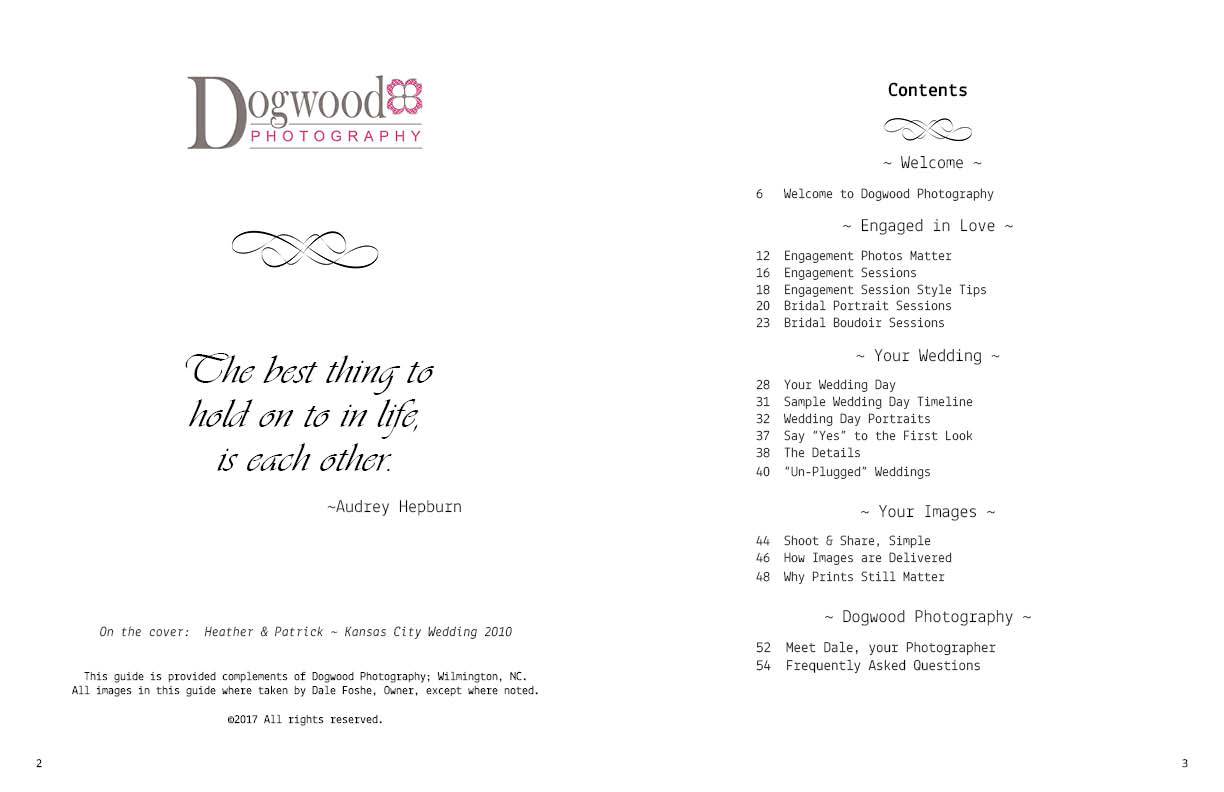 Dogwood
PHOTOGRAPHY
The best thing to
hold on to in life,
is each other.
~Audrey Hepburn
On the cover:  Heather & Patrick ~ Kansas City Wedding 2010
This guide is provided complements of Dogwood Photography; Wilmington, NC.
All images in this guide where taken by Dale Foshe, Owner, except where noted.
©2017 All rights reserved.
2
Contents
~ Welcome ~
6 Welcome to Dogwood Photography
~ Engaged in Love ~
12 Engagement Photos Matter
16 Engagement Sessions
18 Engagement Session Style Tips
20 Bridal Portrait Sessions
23 Bridal Boudoir Sessions
~ Your Wedding ~
28 Your Wedding Day
31 Sample Wedding Day Timeline
32 Wedding Day Portraits
37 Say “Yes” to the First Look
38 The Details
40 “Un-Plugged” Weddings
~ Your Images ~
44 Shoot & Share, Simple
46 How Images are Delivered
48 Why Prints Still Matter
~ Dogwood Photography ~
52 Meet Dale, your Photographer
54 Frequently Asked Questions
3